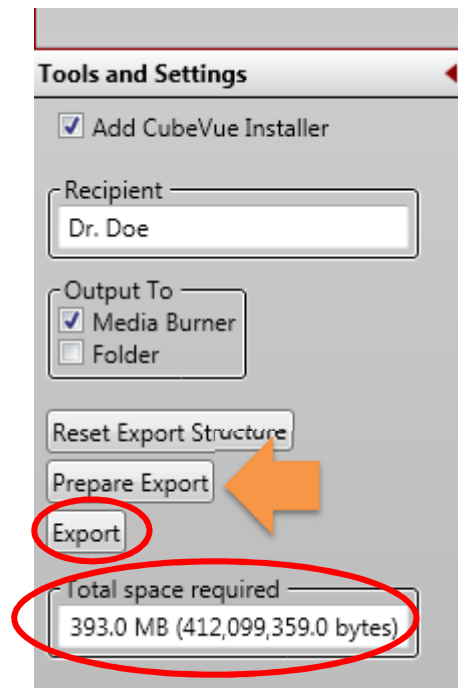 Tools and Settings
Add CubeVue Installer
Recipient
Dr. Doe
Output To
Media Burner
Folder
Reset Export Structure
Prepare Export
Export
Total space required
393.0 MB (412,099,359.0 bytes)